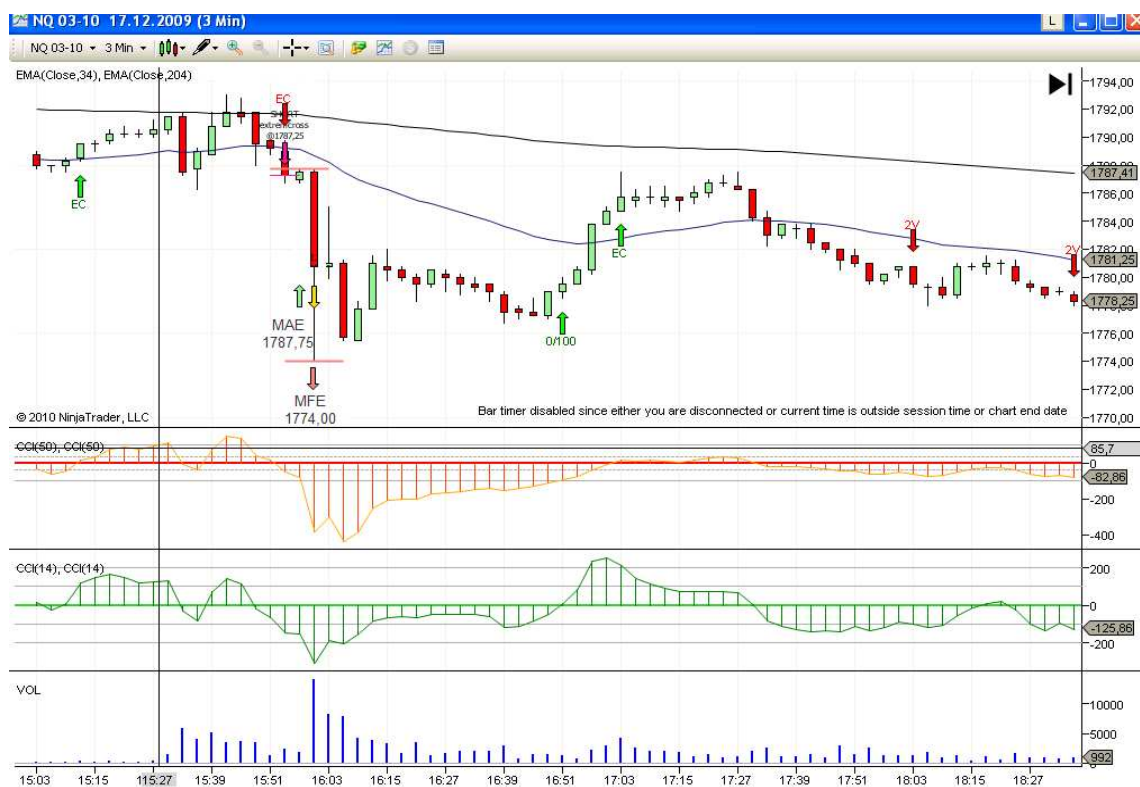 NQ 03-10 17.12.2009 (3 Min)
L
NQ 03-10 3 Min
EMA(Close,34), EMA(Close,204)
1794,00
1792,00
1790,00
1787,41
1786,00
1784,00
1782,00
1781,25
1780,00
1778,25
1776,00
1774,00
1772,00
1770,00
EC
SHORT
extremcross
@1787,25
EC
EC
2V
2V
MAE
1787,75
0/100
MFE
1774,00
© 2010 NinjaTrader, LLC
Bar timer disabled since either you are disconnected or current time is outside session time or chart end date
CCI(50), CCI(50)
85,7
0
-82,86
-200
-400
CCI(14), CCI(14)
200
0
-125,86
-200
VOL
10000
5000
992
15:03 15:15 15:27 15:39 15:51 16:03 16:15 16:27 16:39 16:51 17:03 17:15 17:27 17:39 17:51 18:03 18:15 18:27